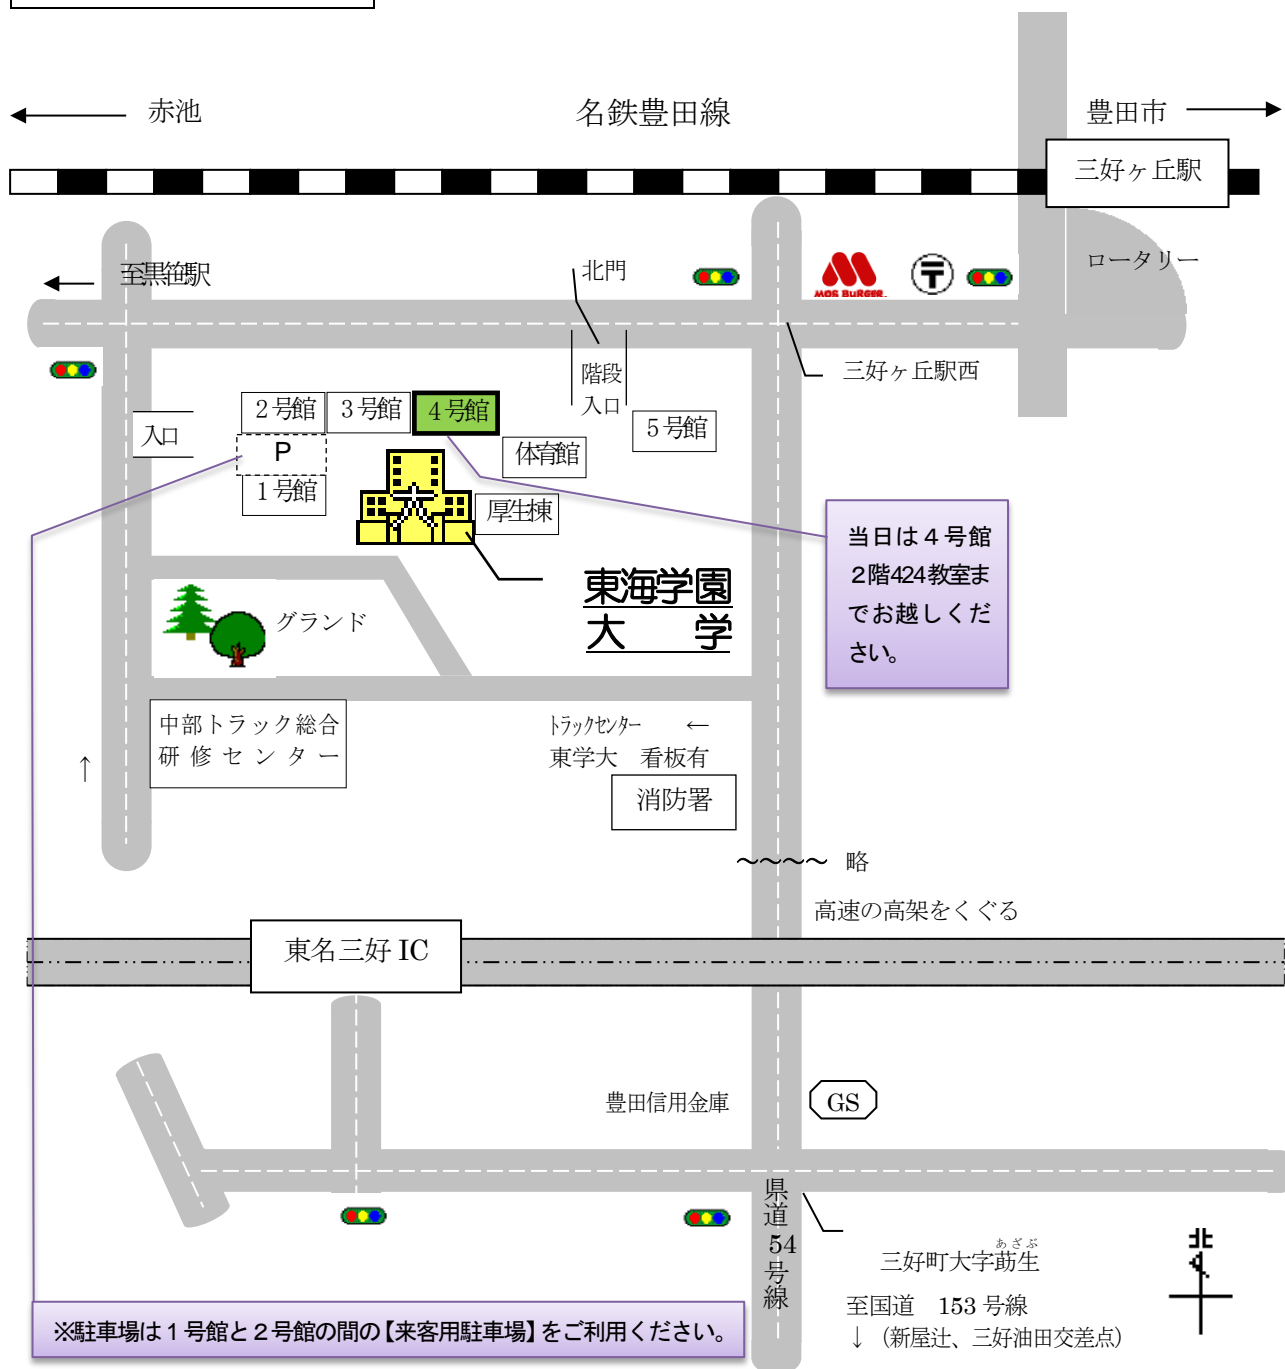 赤池
名鉄豊田線
豊田市
三好ヶ丘駅
至黒笹駅
北門
MOS BURGER
〒
ロータリー
階段
入口
三好ヶ丘駅西
入口
2号館
3号館
4号館
5号館
P
体育館
1号館
厚生棟
東海学園
大　学
当日は４号館
２階424教室ま
でお越しくだ
さい。
グランド
中部トラック総合
研修センター
↑
トラックセンター　←
東学大　看板有
消防署
～～～～ 略
高速の高架をくぐる
東名三好 IC
豊田信用金庫
GS
県道54号線
あざぶ
三好町大字莇生
至国道　153 号線
↓（新屋辻、三好油田交差点）
北
※駐車場は１号館と２号館の間の【来客用駐車場】をご利用ください。